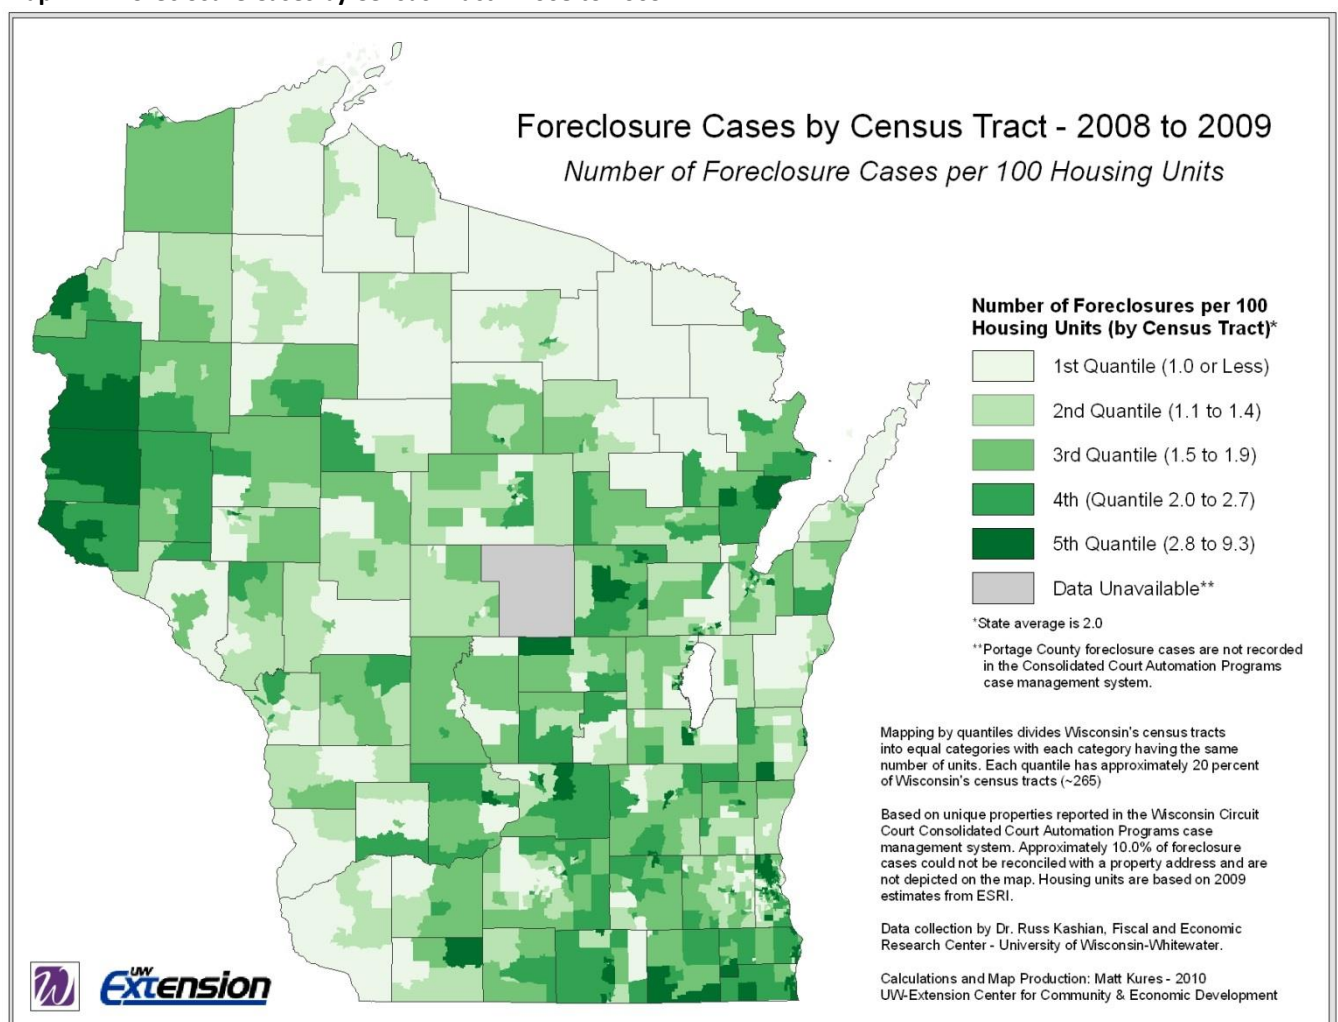 Foreclosure Cases by Census Tract - 2008 to 2009
Number of Foreclosure Cases per 100 Housing Units
Number of Foreclosures per 100
Housing Units (by Census Tract)*
1st Quantile (1.0 or Less)
2nd Quantile (1.1 to 1.4)
3rd Quantile (1.5 to 1.9)
4th (Quantile 2.0 to 2.7)
5th Quantile (2.8 to 9.3)
Data Unavailable**
*State average is 2.0
**Portage County foreclosure cases are not recorded
in the Consolidated Court Automation Programs
case management system.
Mapping by quantiles divides Wisconsin's census tracts
into equal categories with each category having the same
number of units. Each quantile has approximately 20 percent
of Wisconsin's census tracts (~265)
Based on unique properties reported in the Wisconsin Circuit
Court Consolidated Court Automation Programs case
management system. Approximately 10.0% of foreclosure
cases could not be reconciled with a property address and are
not depicted on the map. Housing units are based on 2009
estimates from ESRI.
Data collection by Dr. Russ Kashian, Fiscal and Economic
Research Center - University of Wisconsin-Whitewater.
Calculations and Map Production: Matt Kures - 2010
UW-Extension Center for Community & Economic Development
W
UW
Extension